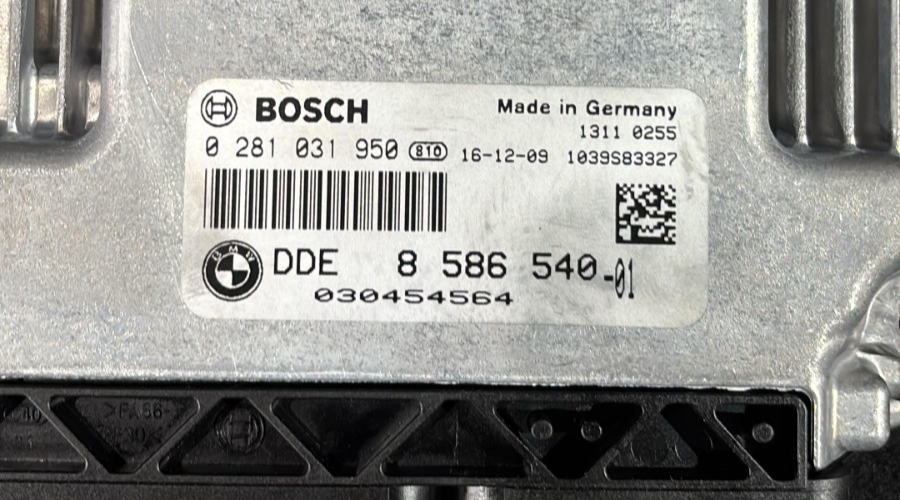 BOSCH
Made in Germany
1311 0255
0 281 031 950 810 16-12-09 1039S83327
BMW
DDE 8 586 540-01
030454564